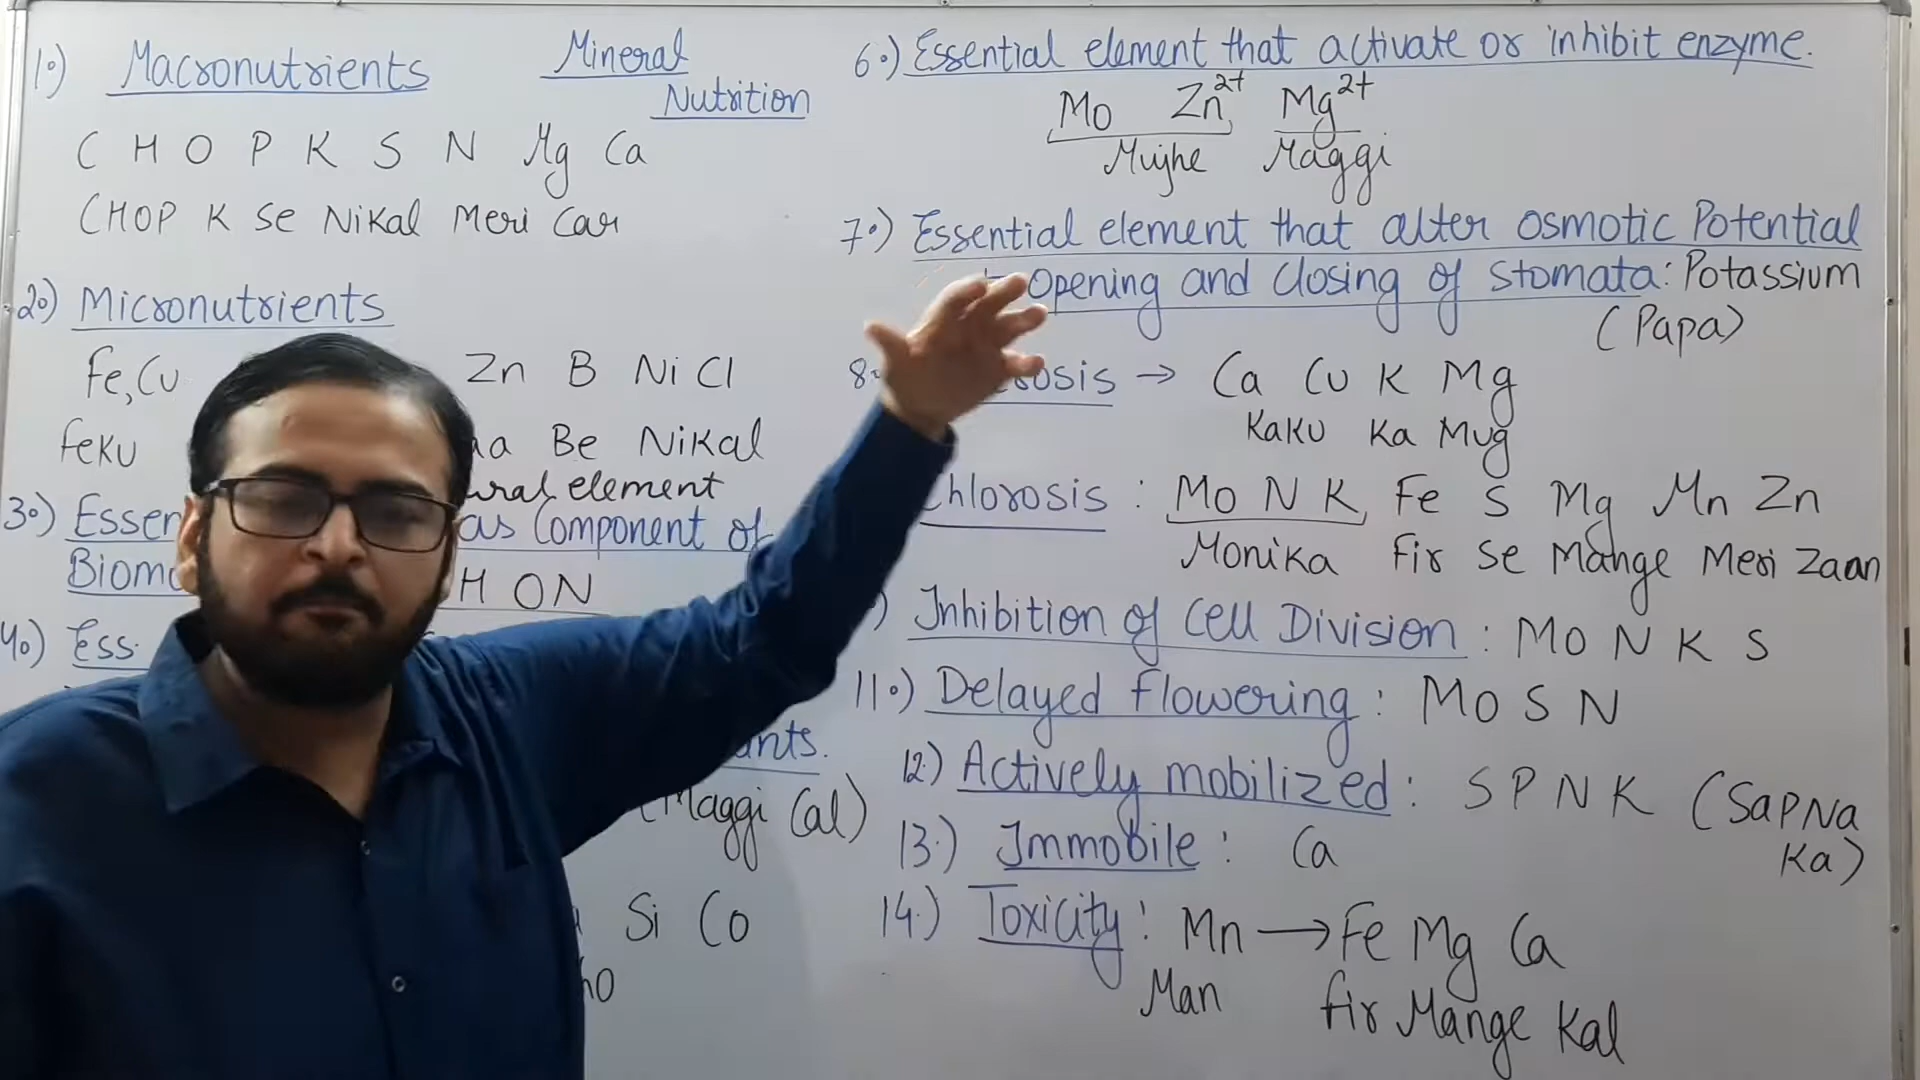 Mineral
Nutrition
1.) Macronutrients
C H O P K S N Mg Ca
CHOP K Se NiKal Meri Car
2.) Micronutrients
Fe, Cu Zn B Ni Cl
FeKu Be NiKal
element
3.) as Component of
H O N
4.) Ess.
(Maggi Cal)
Si Co
6.) Essential element that activate or inhibit enzyme.
Mo Zn2+ Mg2+
Mujhe Maggi
7.) Essential element that alter osmotic Potential
Opening and Closing of Stomata: Potassium
(Papa)
8. → Ca Cu K Mg
KaKu Ka Mug
Chlorosis : Mo N K, Fe S Mg Mn Zn
Monika Fir Se Mange Meri Zaan
) Inhibition of Cell Division : Mo N K S
11.) Delayed Flowering : Mo S N
12.) Actively mobilized : S P N K (SaPNa
Ka)
13.) Immobile : Ca
14.) Toxicity : Mn → Fe Mg Ca
Man fir Mange Kal